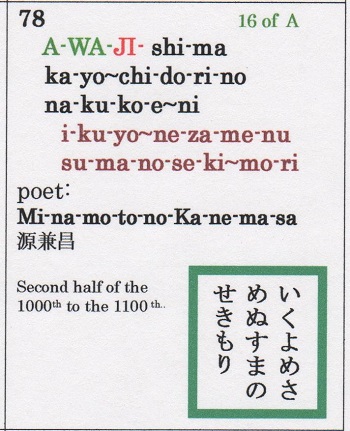 78
16 of A
A-WA-JI- shi-ma
ka-yo~chi-do-ri-no
na-ku-ko-e~ni
i-ku-yo~ne-za-me-nu
su-ma-no-se-ki~mo-ri
poet:
Mi-na-mo-to-no-Ka-ne-ma-sa
源兼昌
Second half of the
1000th to the 1100 th..
いくよめさ
めぬすまの
せきもり